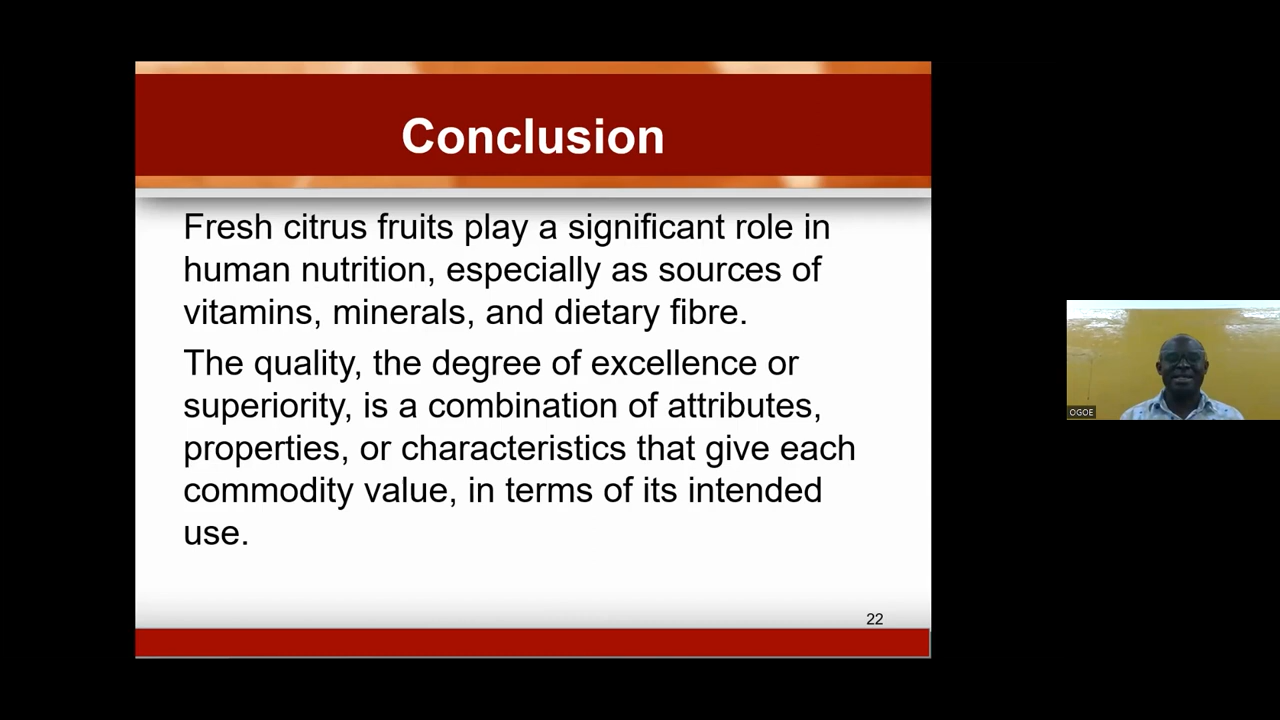 Conclusion
Fresh citrus fruits play a significant role in
human nutrition, especially as sources of
vitamins, minerals, and dietary fibre.
The quality, the degree of excellence or
superiority, is a combination of attributes,
properties, or characteristics that give each
commodity value, in terms of its intended
use.
22
OGOE